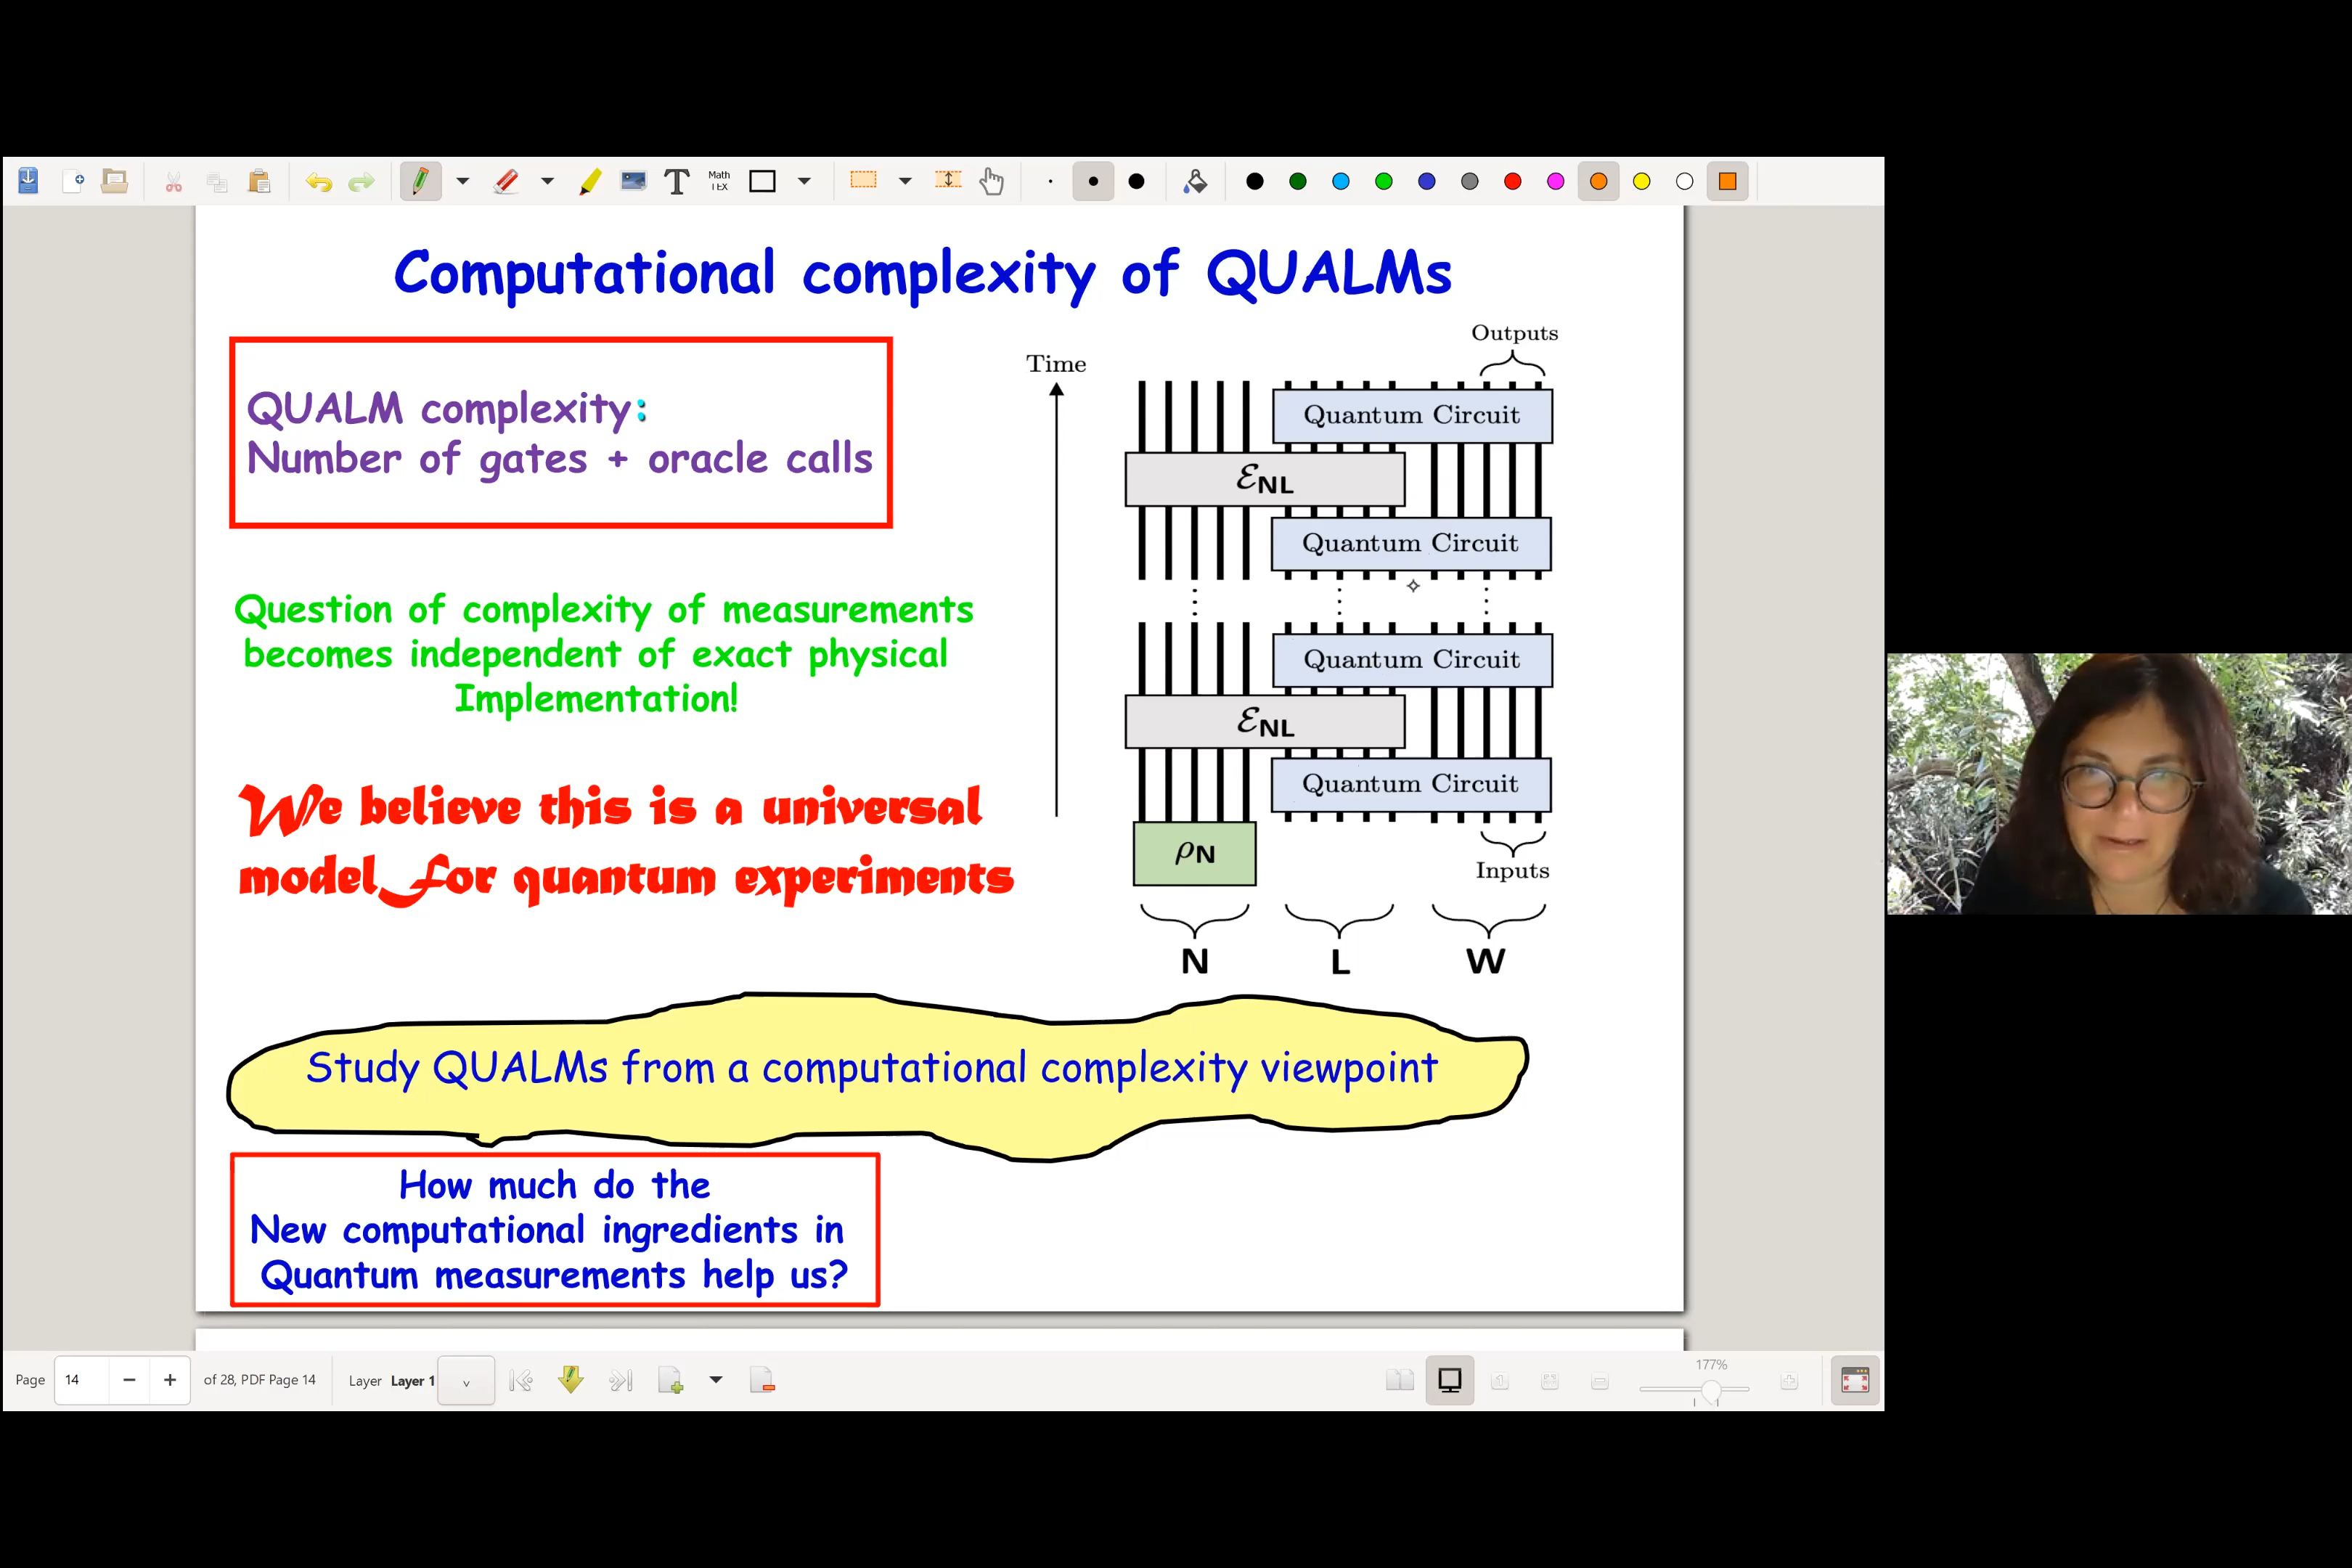 Math
TEX
Computational complexity of QUALMs
QUALM complexity:
Number of gates + oracle calls
Question of complexity of measurements
becomes independent of exact physical
Implementation!
We believe this is a universal
model for quantum experiments
Time
Outputs
Quantum Circuit
ℰNL
Quantum Circuit
Quantum Circuit
ℰNL
Quantum Circuit
ρN
Inputs
N L W
Study QUALMs from a computational complexity viewpoint
How much do the
New computational ingredients in
Quantum measurements help us?
Page 14 of 28, PDF Page 14 Layer Layer 1
177%